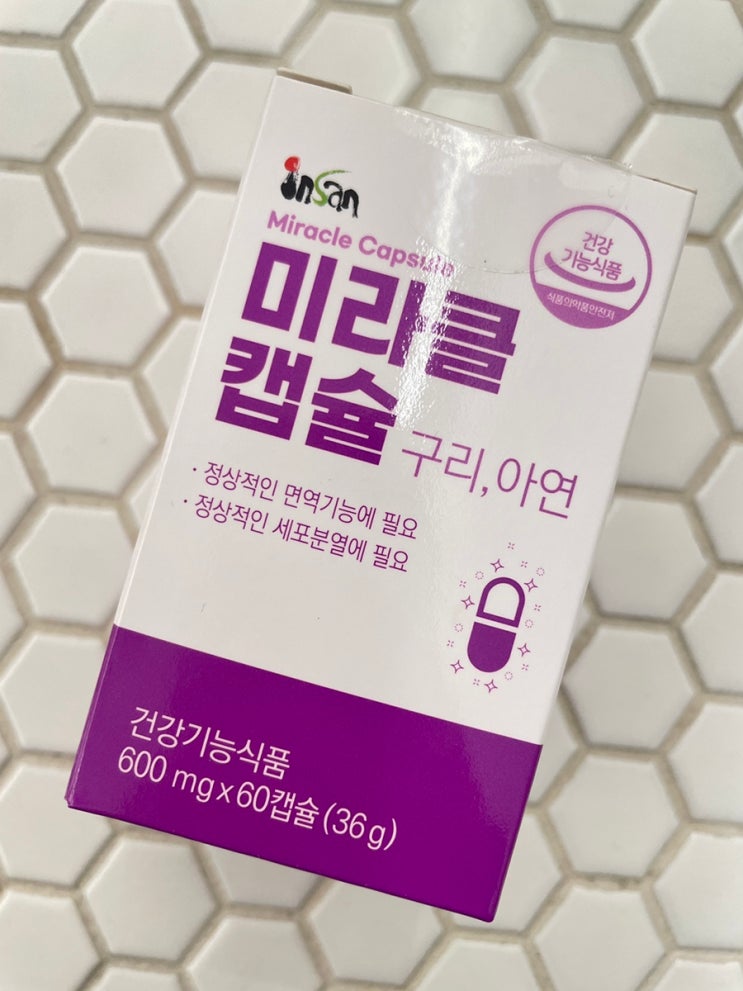 insan
Miracle Capsule
미라클
캡슐 구리, 아연
· 정상적인 면역기능에 필요
· 정상적인 세포분열에 필요
건강
기능식품
식품의약품안전처
건강기능식품
600 mg x 60캡슐 (36 g)